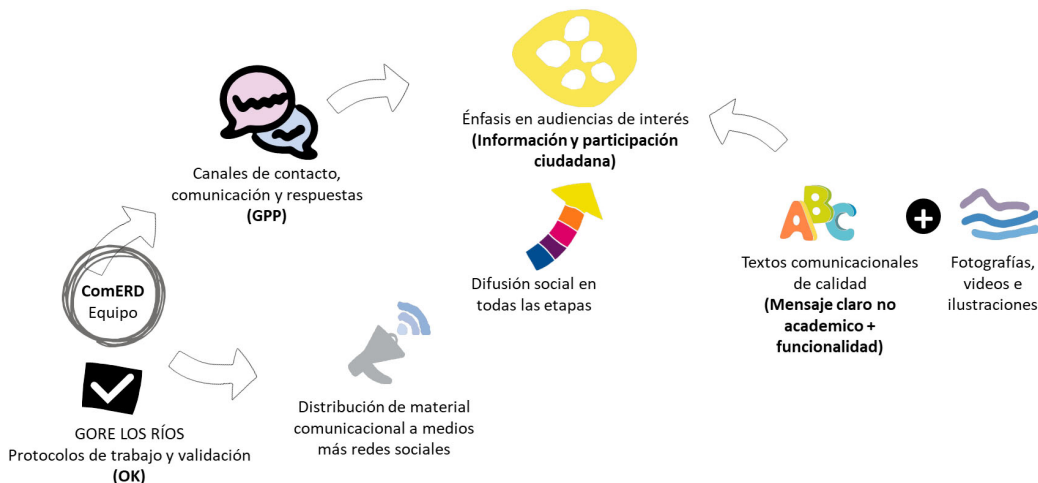 Énfasis en audiencias de interés
(Información y participación
ciudadana)
Canales de contacto,
comunicación y respuestas
(GPP)
ABC
+
Textos comunicacionales
de calidad
(Mensaje claro no
academico +
funcionalidad)
Fotografías,
videos e
ilustraciones
Difusión social en
todas las etapas
ComERD
Equipo
GORE LOS RÍOS
Protocolos de trabajo y validación
(OK)
Distribución de material
comunicacional a medios
más redes sociales